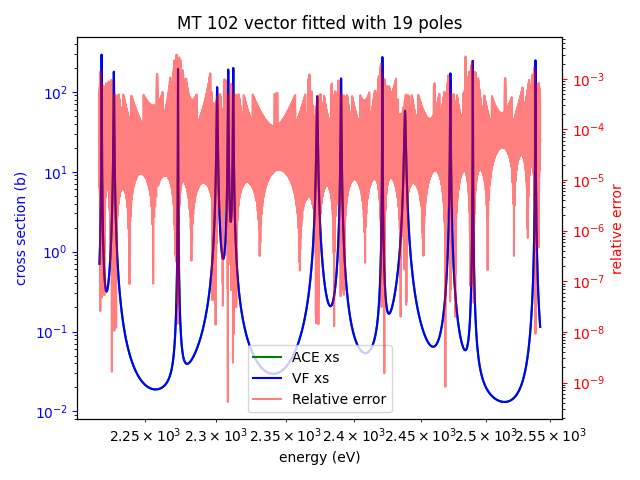 MT 102 vector fitted with 19 poles
10²
10¹
10⁰
10⁻¹
10⁻²
cross section (b)
10⁻³
10⁻⁴
10⁻⁵
10⁻⁶
10⁻⁷
10⁻⁸
10⁻⁹
relative error
ACE xs
VF xs
Relative error
2.25 × 10³ 2.3 × 10³ 2.35 × 10³ 2.4 × 10³ 2.45 × 10³ 2.5 × 10³ 2.55 × 10³
energy (eV)